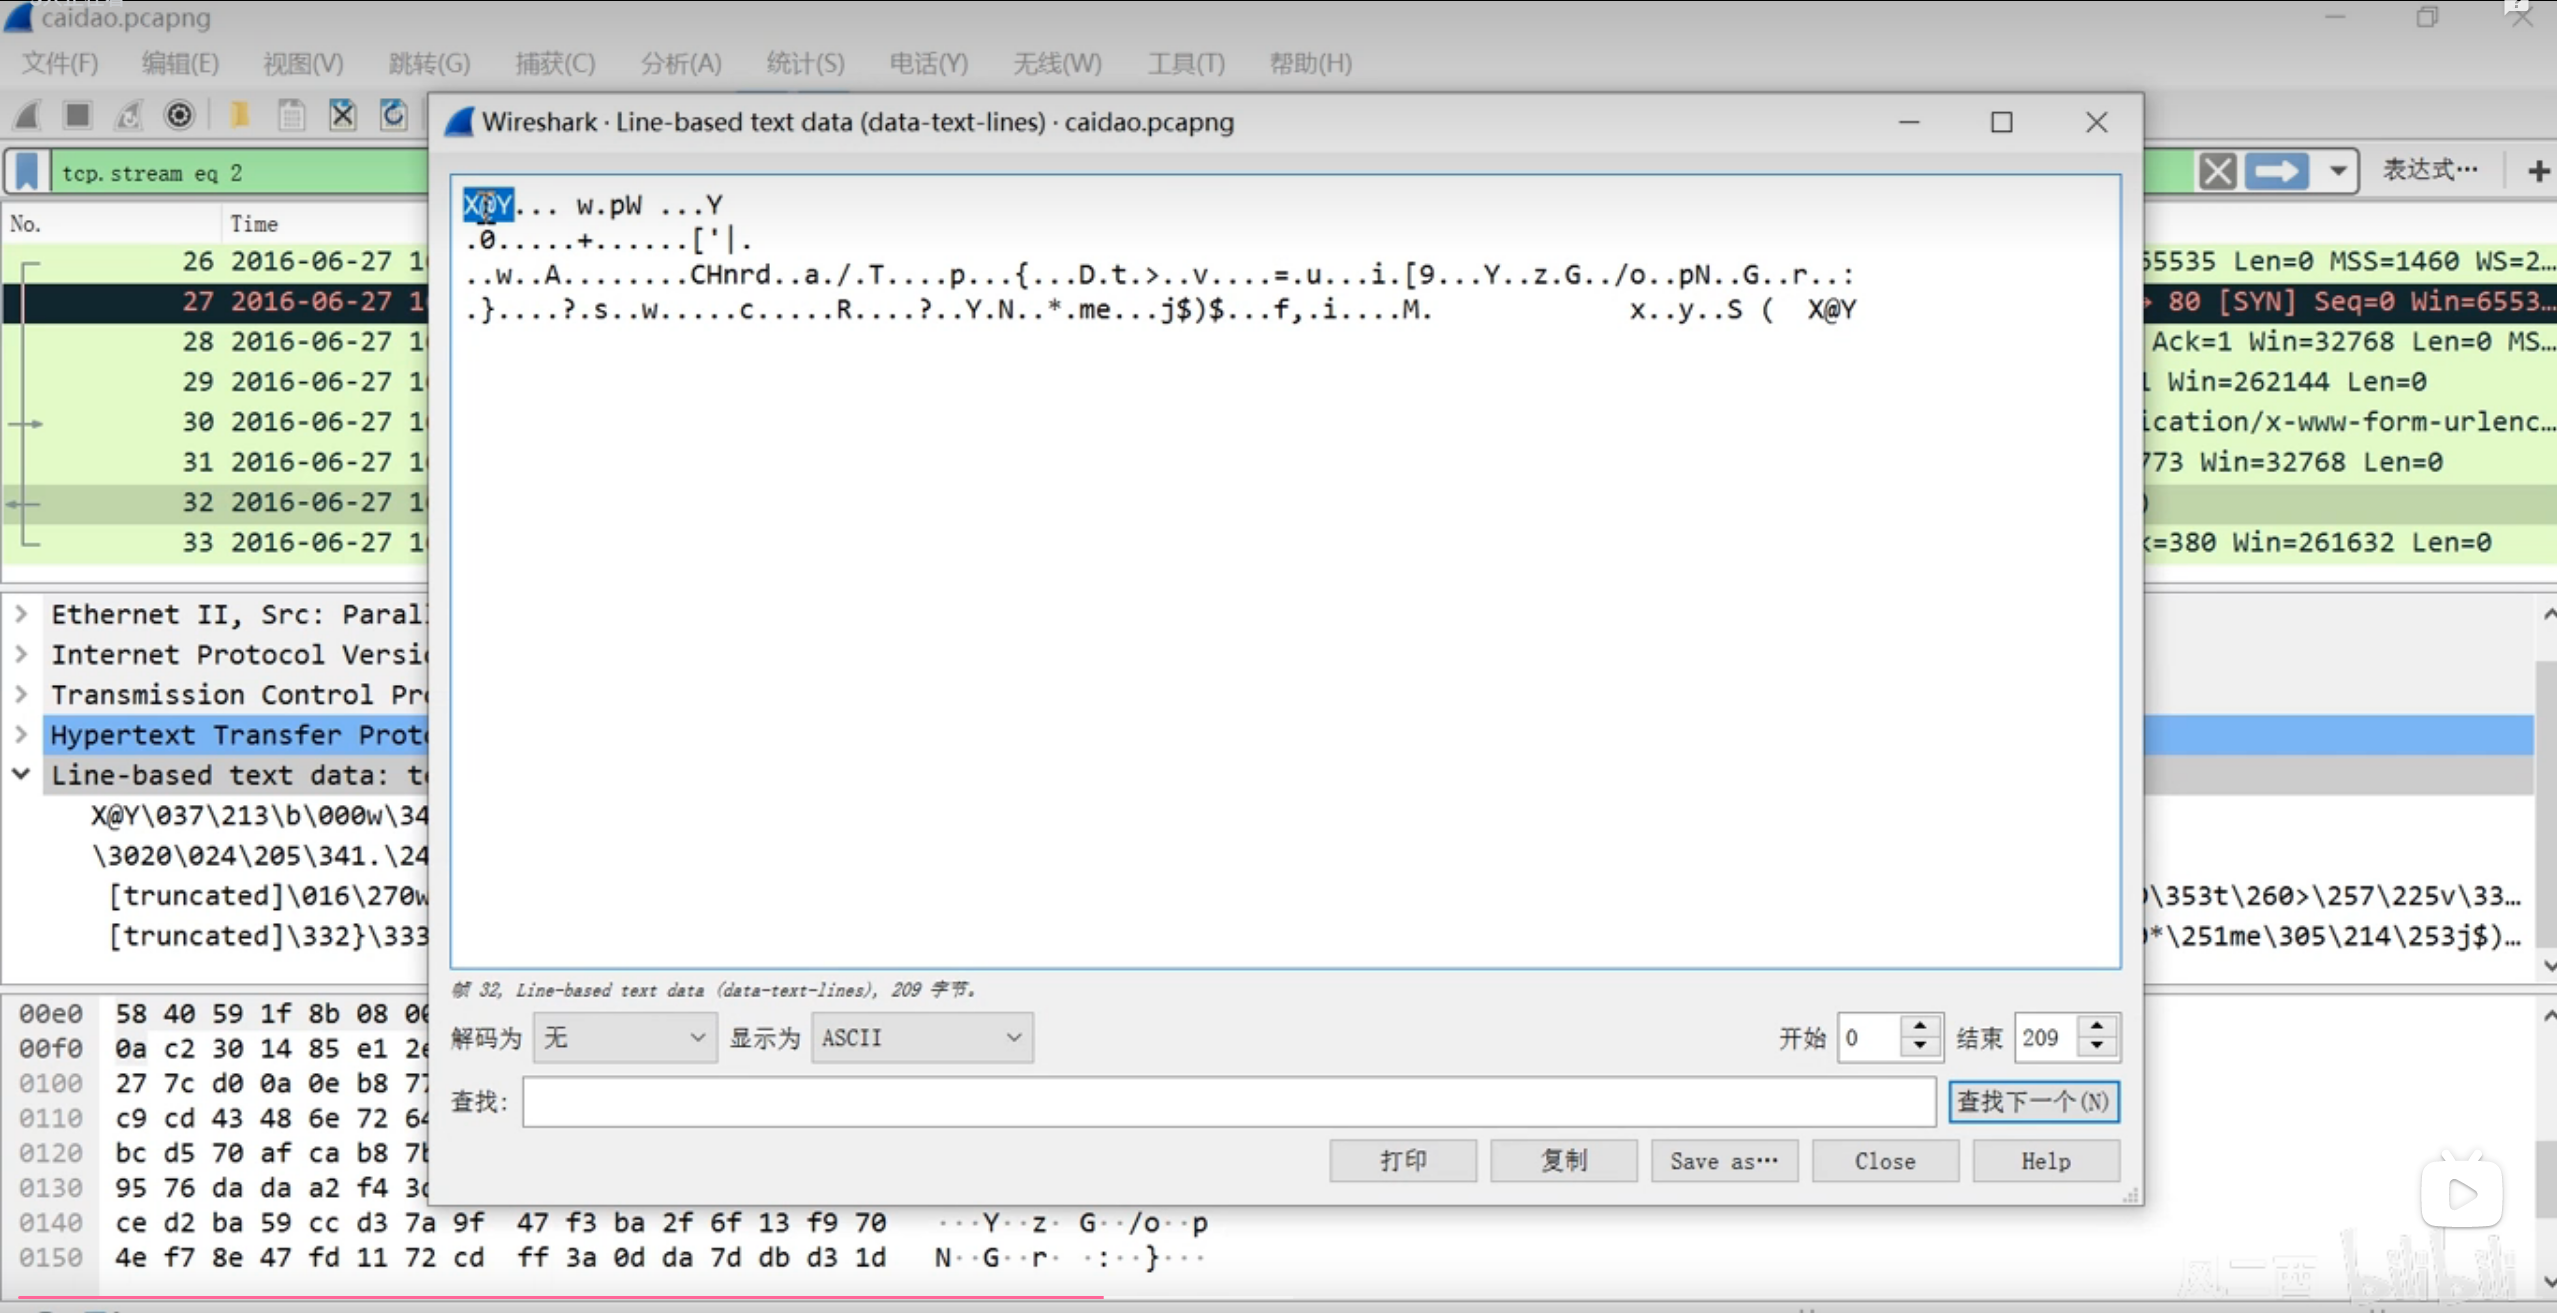 caidao.pcapng
文件(F) 编辑(E) 视图(V) 跳转(G) 捕获(C) 分析(A) 统计(S) 电话(Y) 无线(W) 工具(T) 帮助(H)
Wireshark · Line-based text data (data-text-lines) · caidao.pcapng
tcp.stream eq 2
表达式…
X@Y... w.pW ...Y
.0.....+......['|.
..w..A........CHnrd..a./.T....p...{...D.t.>..v....=.u...i.[9...Y..z.G../o..pN..G..r..:
.}....?.s..w.....c.....R....?..Y.N..*.me...j$)$...f,.i....M. x..y..S ( X@Y
No. Time
26 2016-06-27 1 55535 Len=0 MSS=1460 WS=2…
27 2016-06-27 1 → 80 [SYN] Seq=0 Win=6553…
28 2016-06-27 1 Ack=1 Win=32768 Len=0 MS…
29 2016-06-27 1 1 Win=262144 Len=0
30 2016-06-27 1 ication/x-www-form-urlenc…
31 2016-06-27 1 773 Win=32768 Len=0
32 2016-06-27 1 )
33 2016-06-27 1 k=380 Win=261632 Len=0
Ethernet II, Src: Paral
Internet Protocol Versi
Transmission Control Pr
Hypertext Transfer Prot
Line-based text data: t
X@Y\037\213\b\000w\34
\3020\024\205\341.\24
[truncated]\016\270w \353t\260>\257\225v\33…
[truncated]\332}\333 *\251me\305\214\253j$)…
帧 32, Line-based text data (data-text-lines), 209 字节。
解码为 无 显示为 ASCII 开始 0 结束 209
查找: 查找下一个(N)
打印 复制 Save as… Close Help
00e0 58 40 59 1f 8b 08 00
00f0 0a c2 30 14 85 e1 2e
0100 27 7c d0 0a 0e b8 77
0110 c9 cd 43 48 6e 72 64
0120 bc d5 70 af ca b8 7b
0130 95 76 da da a2 f4 3d
0140 ce d2 ba 59 cc d3 7a 9f 47 f3 ba 2f 6f 13 f9 70 ···Y··z· G··/o··p
0150 4e f7 8e 47 fd 11 72 cd ff 3a 0d da 7d db d3 1d N··G··r· ·:··}···
风二西
bilibili